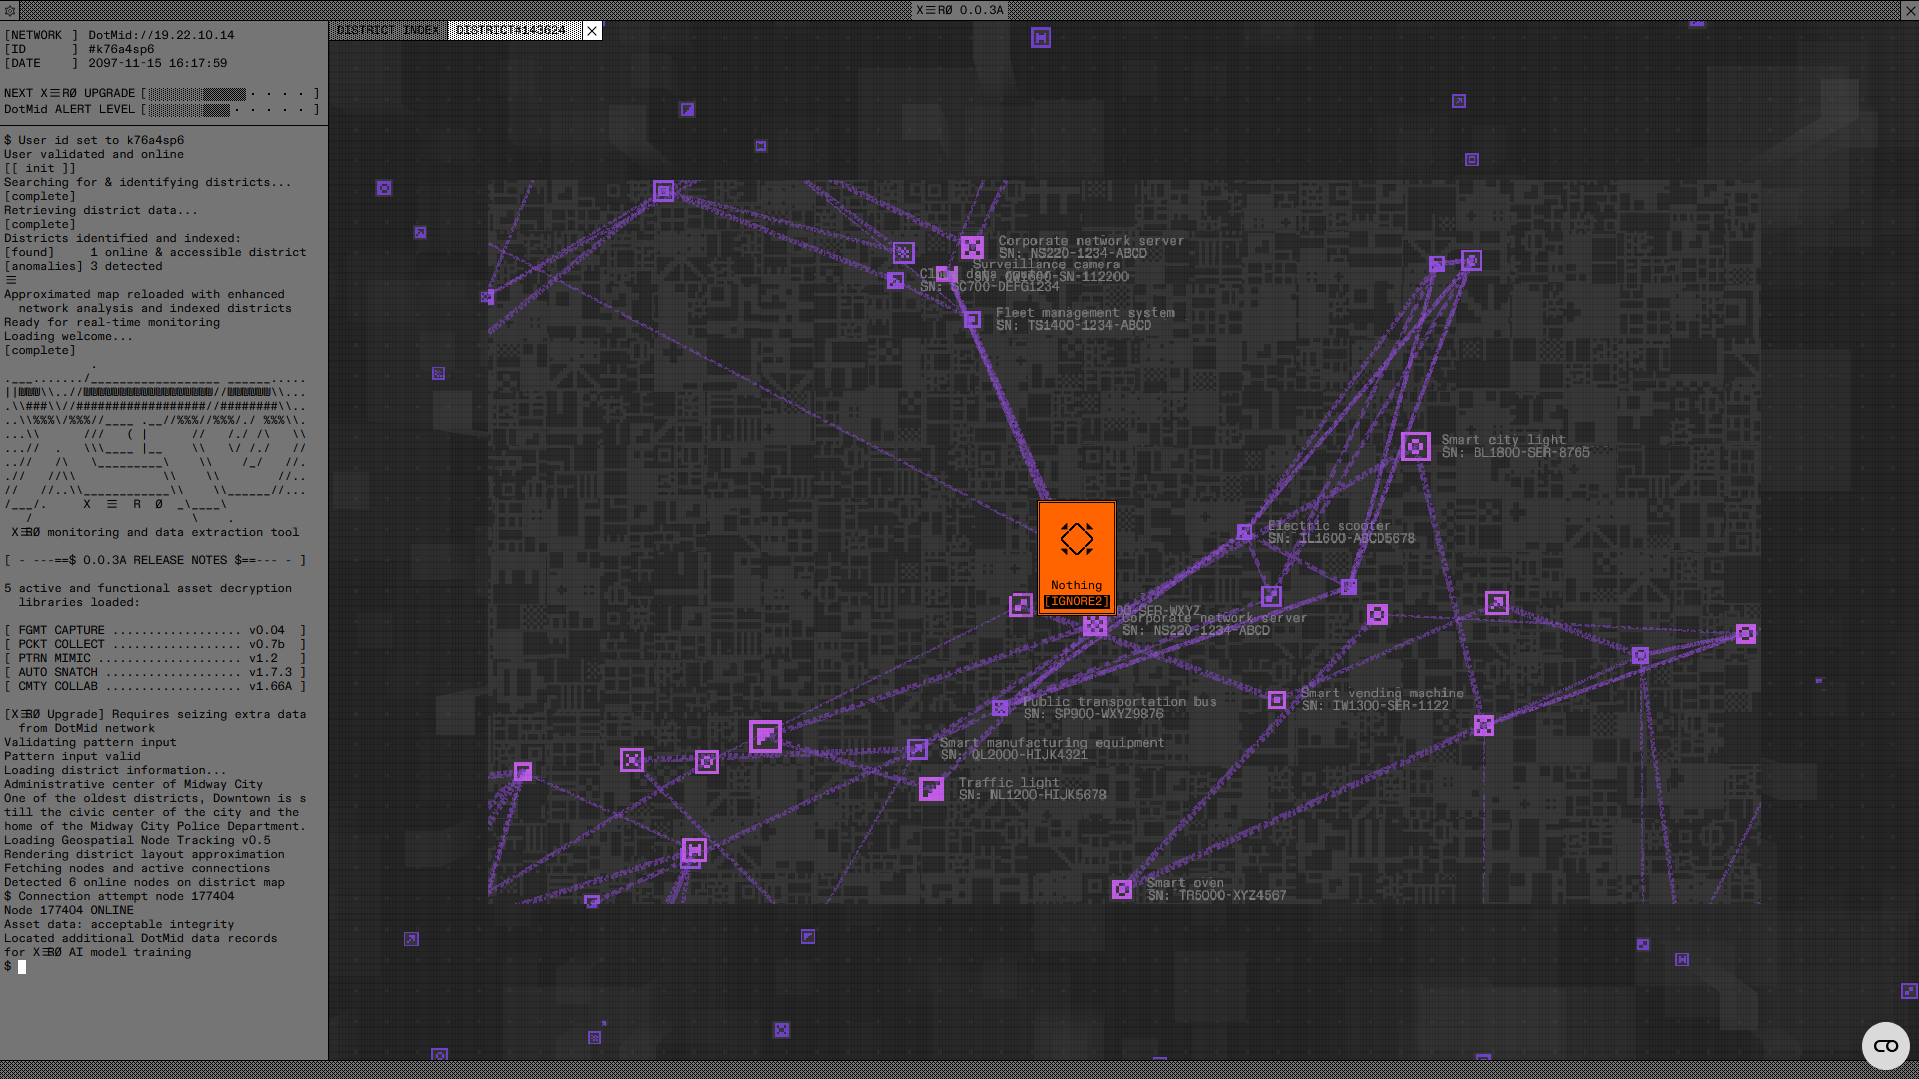 X☰RØ 0.0.3A
[NETWORK  ] DotMid://19.22.10.14
[ID       ] #k76a4sp6
[DATE     ] 2097-11-15 16:17:59
NEXT X☰RØ UPGRADE
DotMid ALERT LEVEL
$ User id set to k76a4sp6
User validated and online
[[ init ]]
Searching for & identifying districts...
[complete]
Retrieving district data...
[complete]
Districts identified and indexed:
[found]     1 online & accessible district
[anomalies] 3 detected
☰
Approximated map reloaded with enhanced
network analysis and indexed districts
Ready for real-time monitoring
Loading welcome...
[complete]
X ☰ R Ø
X☰RØ monitoring and data extraction tool
[ - ---==$ 0.0.3A RELEASE NOTES $==--- - ]
5 active and functional asset decryption
libraries loaded:
[ FGMT CAPTURE .................. v0.04  ]
[ PCKT COLLECT .................. v0.7b  ]
[ PTRN MIMIC .................... v1.2   ]
[ AUTO SNATCH ................... v1.7.3 ]
[ CMTY COLLAB ................... v1.66A ]
[X☰RØ Upgrade] Requires seizing extra data
from DotMid network
Validating pattern input
Pattern input valid
Loading district information...
Administrative center of Midway City
One of the oldest districts, Downtown is s
till the civic center of the city and the
home of the Midway City Police Department.
Loading Geospatial Node Tracking v0.5
Rendering district layout approximation
Fetching nodes and active connections
Detected 6 online nodes on district map
$ Connection attempt node 177404
Node 177404 ONLINE
Asset data: acceptable integrity
Located additional DotMid data records
for X☰RØ AI model training
$
DISTRICT INDEX
Corporate network server
SN: NS220-1234-ABCD
Surveillance camera
SN: SC700-DEFG1234
Fleet management system
SN: TS1400-1234-ABCD
Smart city light
SN: BL1800-SER-8765
Electric scooter
SN: IL1600-ABCD5678
Nothing
[IGNORE2]
Corporate network server
SN: NS220-1234-ABCD
Smart vending machine
SN: IW1300-SER-1122
Public transportation bus
SN: SP900-WXYZ9876
Smart manufacturing equipment
SN: QL2000-HIJK4321
Traffic light
SN: NL1200-HIJK5678
Smart oven
SN: TR5000-XYZ4567